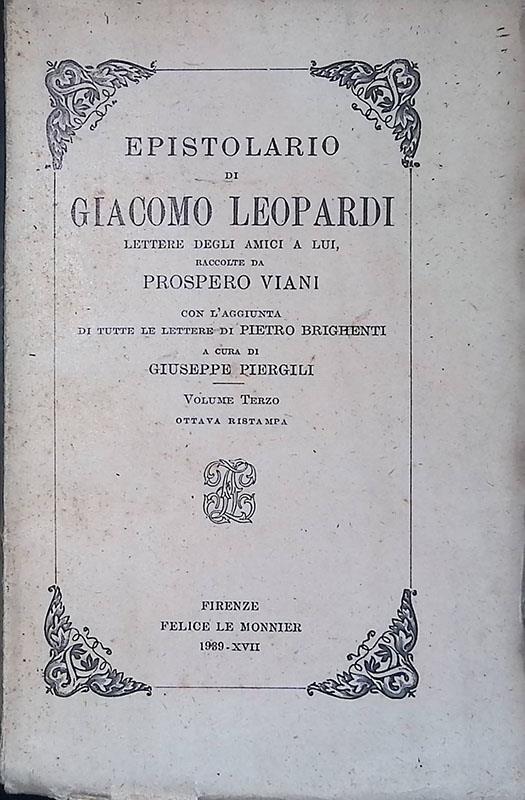 EPISTOLARIO
DI
GIACOMO LEOPARDI
LETTERE DEGLI AMICI A LUI,
RACCOLTE DA
PROSPERO VIANI
CON L'AGGIUNTA
DI TUTTE LE LETTERE DI PIETRO BRIGHENTI
A CURA DI
GIUSEPPE PIERGILI
VOLUME TERZO
OTTAVA RISTAMPA
FIRENZE
FELICE LE MONNIER
1939-XVII